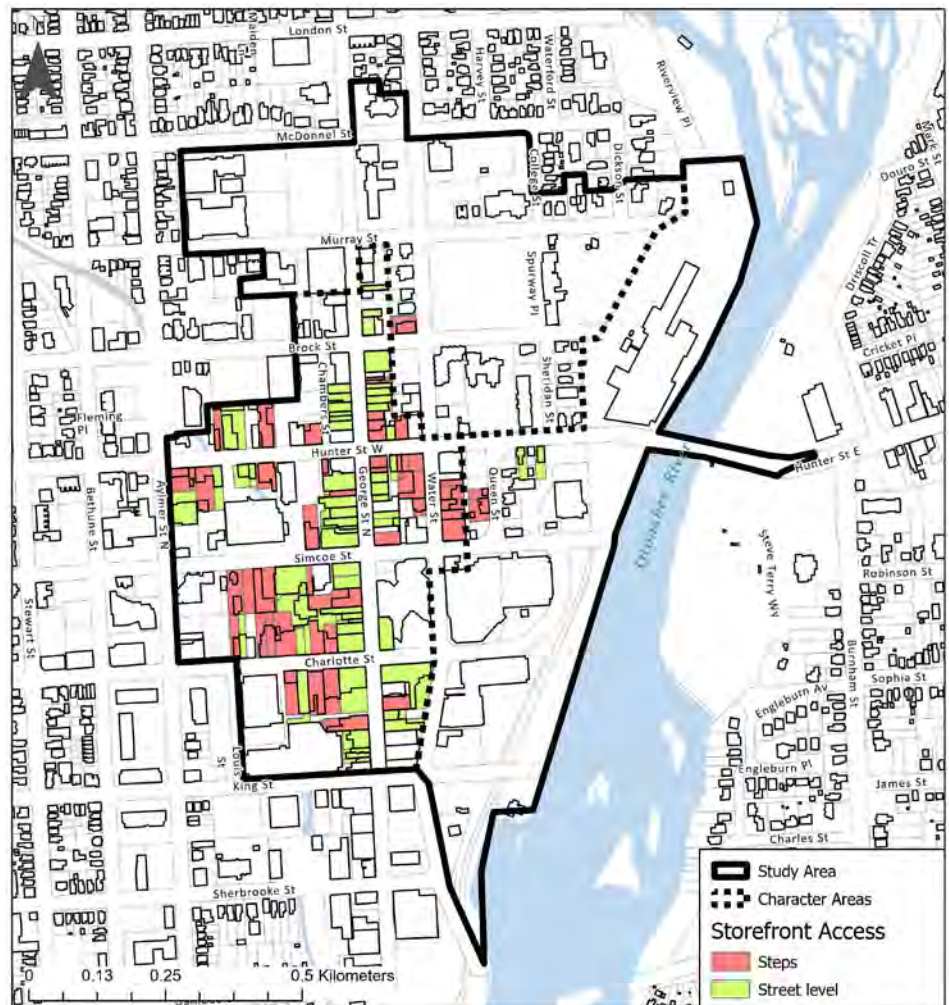 London St
Maiden
Harvey St
Waterford St
Riverview Pl
McDonnel St
College St
Dickson St
Mark St
Douro St
Driscoll Tr
Murray St
Spurway Pl
Cricket Pl
Brock St
Chambers St
Sheridan St
Fleming
Pl
Hunter St W
Hunter St E
Aylmer St N
Bethune St
George St N
Water St
Queen St
Otonabee River
Simcoe St
Steve Terry Wy
Robinson St
Stewart St
Charlotte St
Burnham St
Sophia St
Engleburn Av
Louis
St
King St
Engleburn Pl
James St
Charles St
Sherbrooke St
Study Area
Character Areas
Storefront Access
Steps
Street level
0 0.13 0.25 0.5 Kilometers